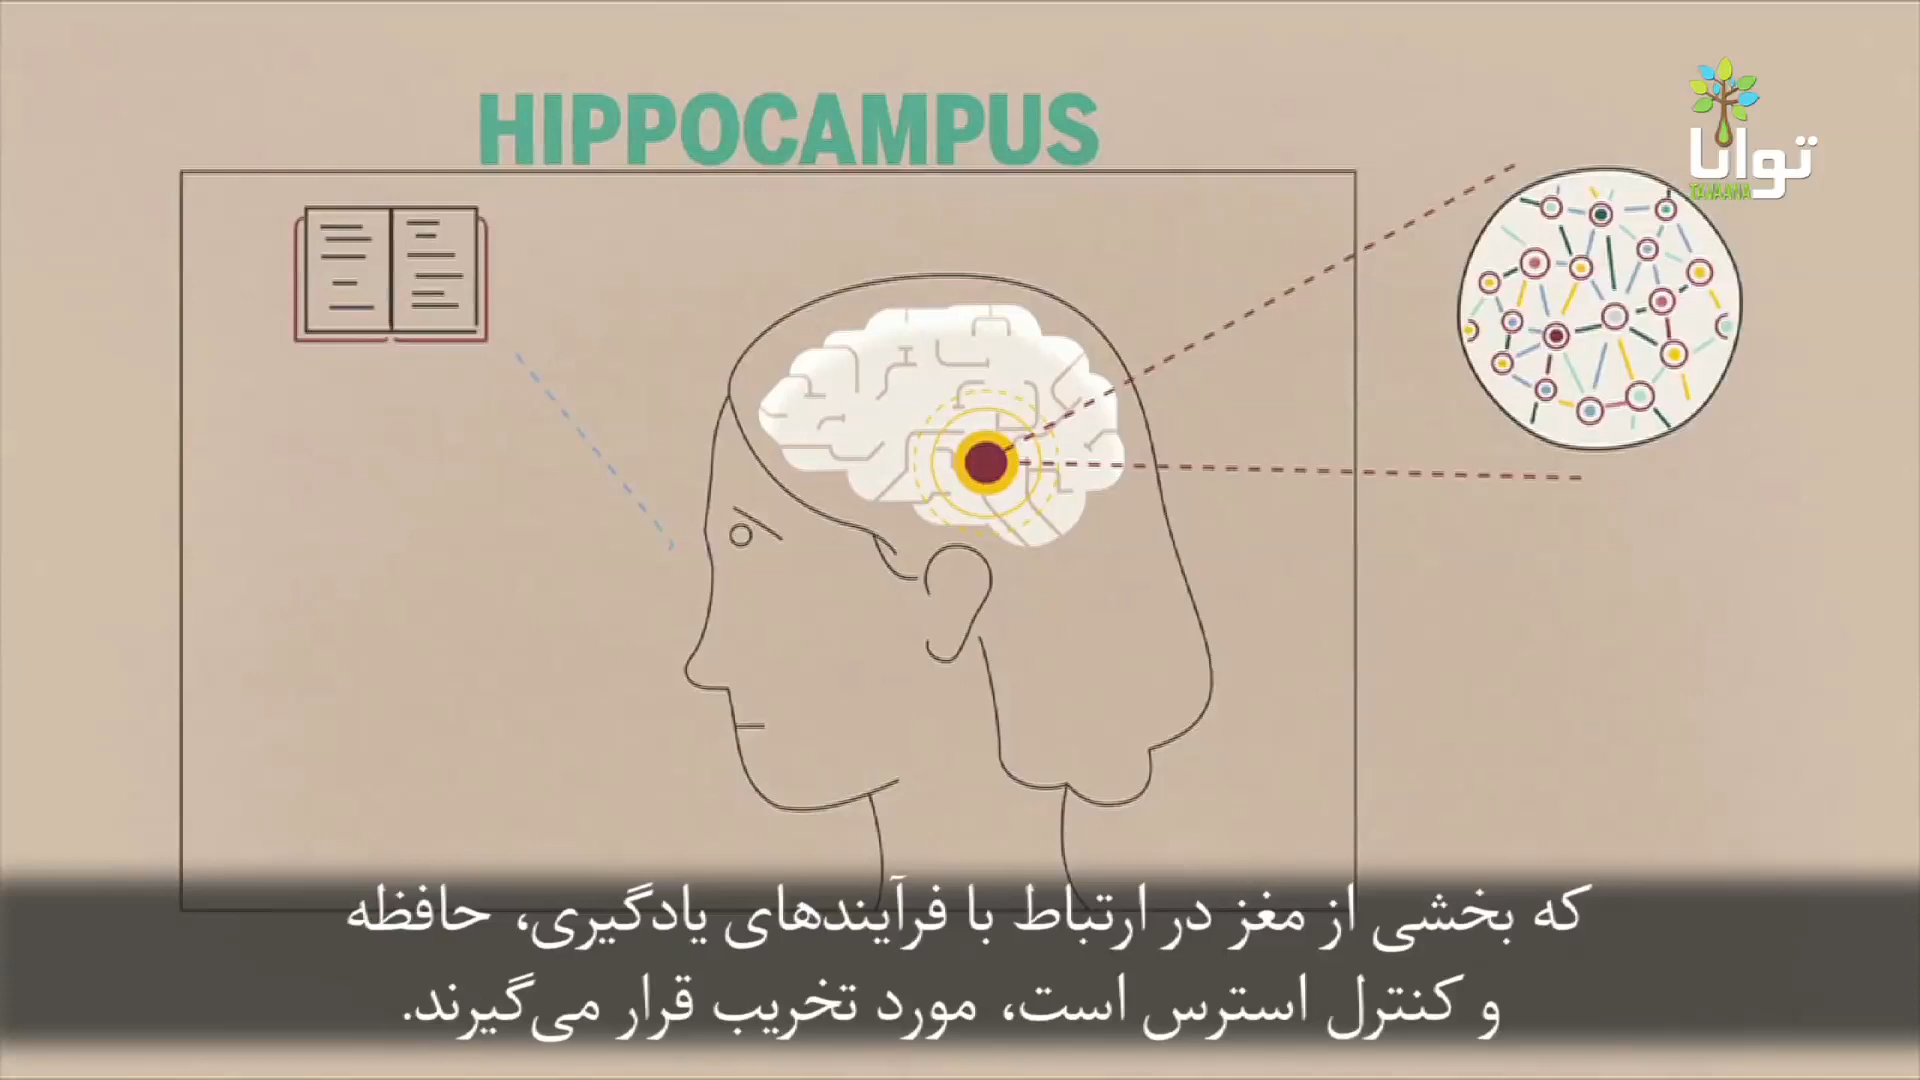 HIPPOCAMPUS
توانا
TAVAANA
که بخشی از مغز در ارتباط با فرآیندهای یادگیری، حافظه
و کنترل استرس است، مورد تخریب قرار می‌گیرند.